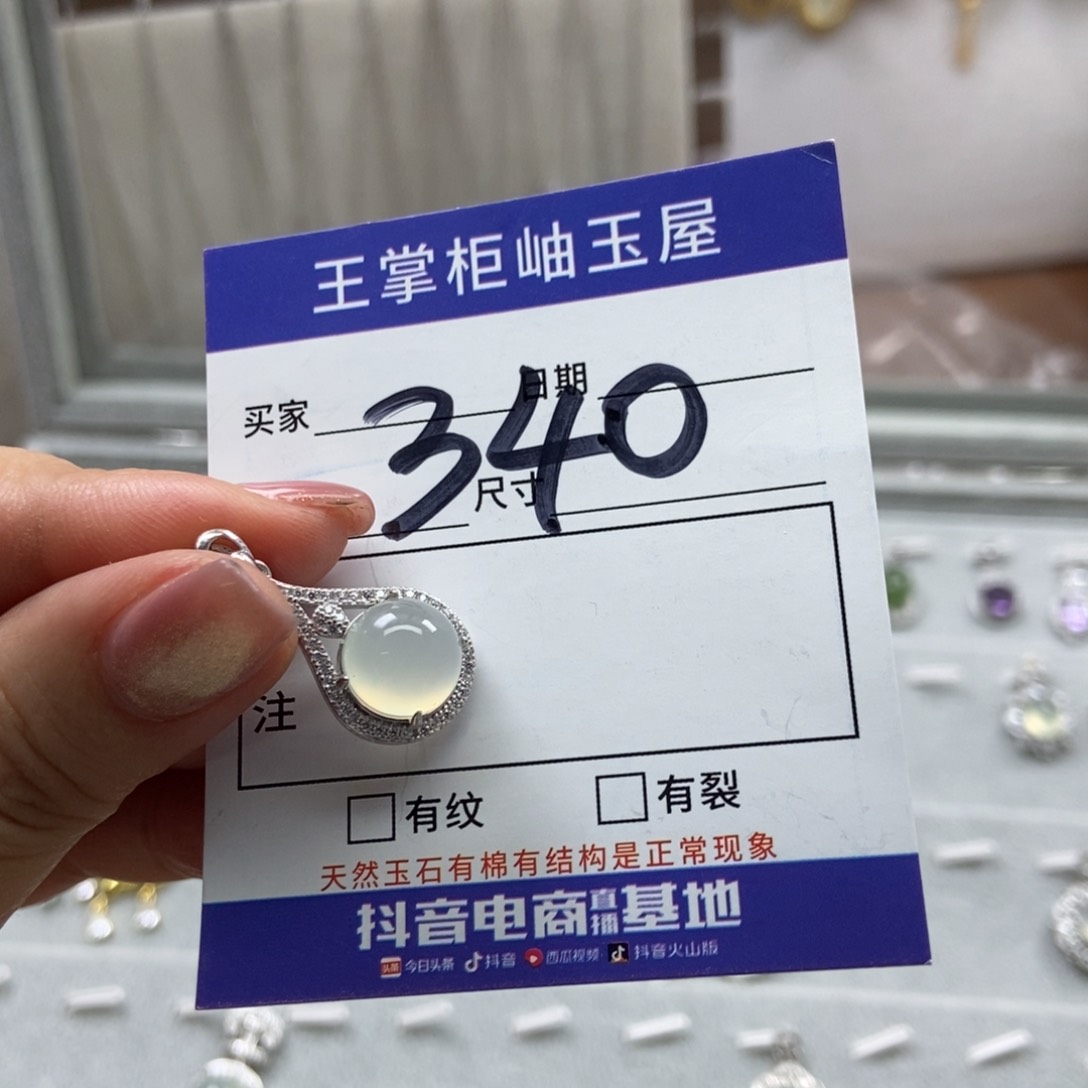 王掌柜岫玉屋
买家 日期
340
尺寸
注
有纹 有裂
天然玉石有棉有结构是正常现象
抖音电商直播基地
头条 今日头条 抖音 西瓜视频 抖音火山版